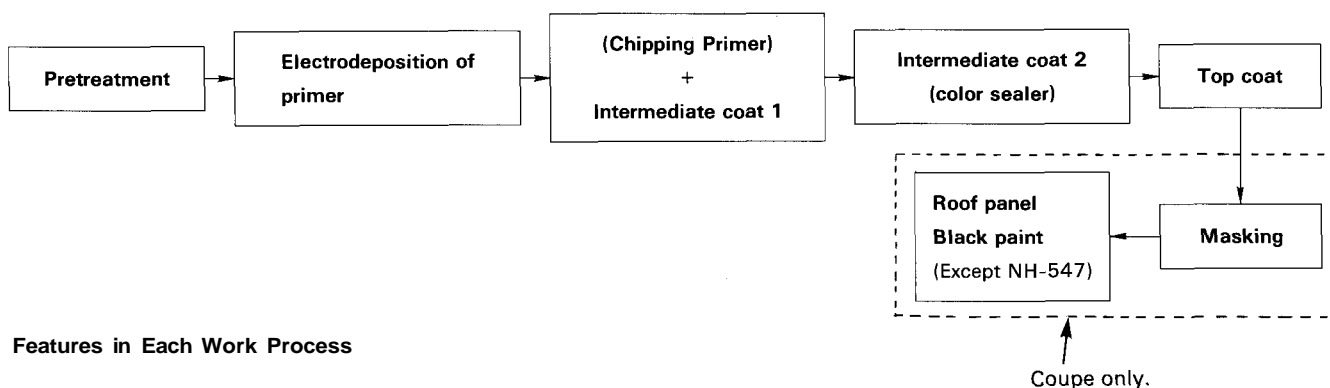 Pretreatment
Electrodeposition of
primer
(Chipping Primer)
+
Intermediate coat 1
Intermediate coat 2
(color sealer)
Top coat
Masking
Roof panel
Black paint
(Except NH-547)
Coupe only.
Features in Each Work Process